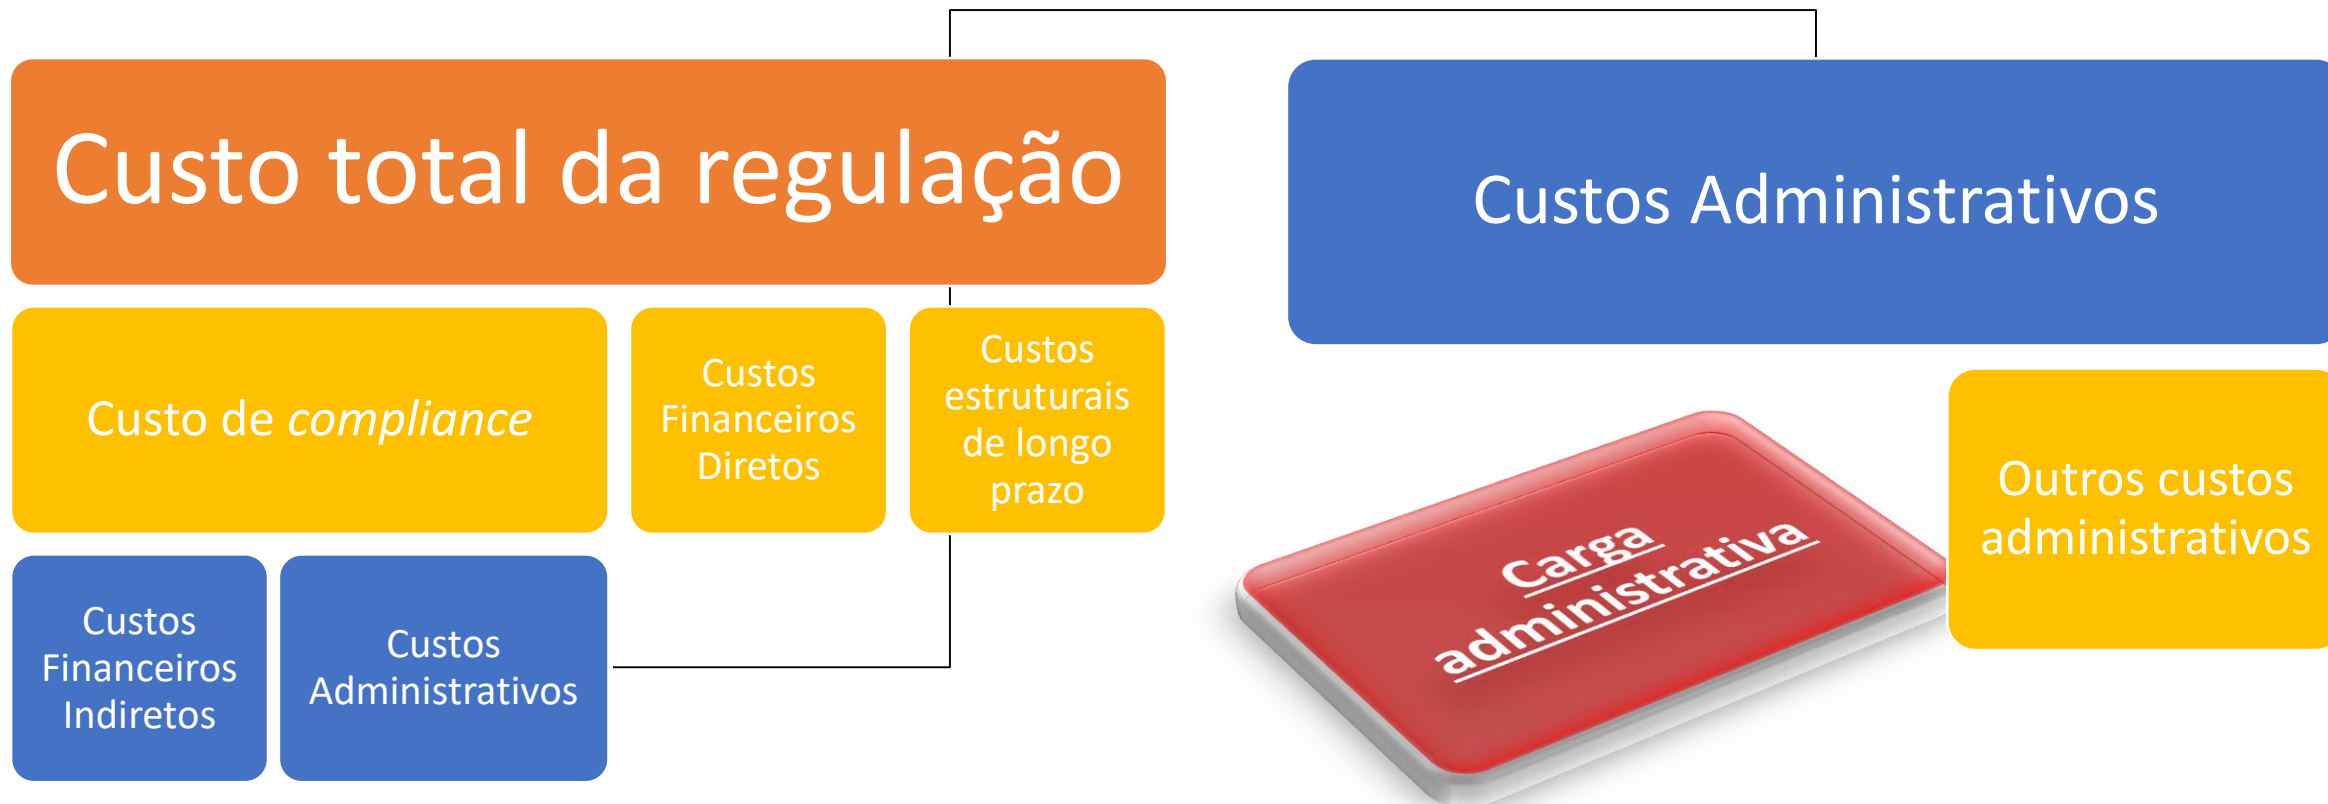 Custo total da regulação
Custo de compliance
Custos
Financeiros
Diretos
Custos
estruturais
de longo
prazo
Custos
Financeiros
Indiretos
Custos
Administrativos
Custos Administrativos
Carga
administrativa
Outros custos
administrativos